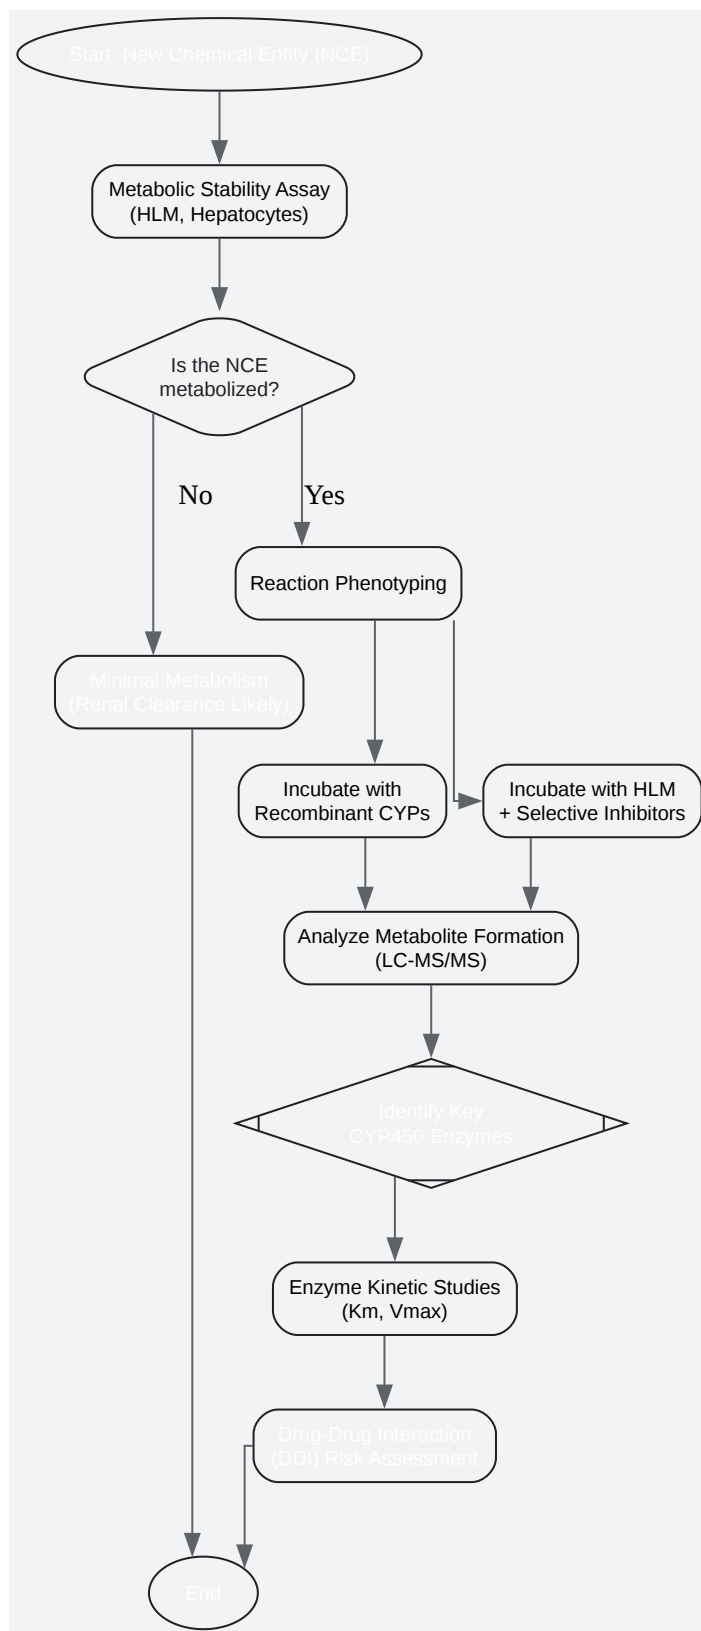 Start: New Chemical Entity (NCE)
Metabolic Stability Assay
(HLM, Hepatocytes)
Is the NCE
metabolized?
No
Yes
Reaction Phenotyping
Minimal Metabolism
(Renal Clearance Likely)
Incubate with
Recombinant CYPs
Incubate with HLM
+ Selective Inhibitors
Analyze Metabolite Formation
(LC-MS/MS)
Identify Key
CYP450 Enzymes
Enzyme Kinetic Studies
(Km, Vmax)
Drug-Drug Interaction
(DDI) Risk Assessment
End